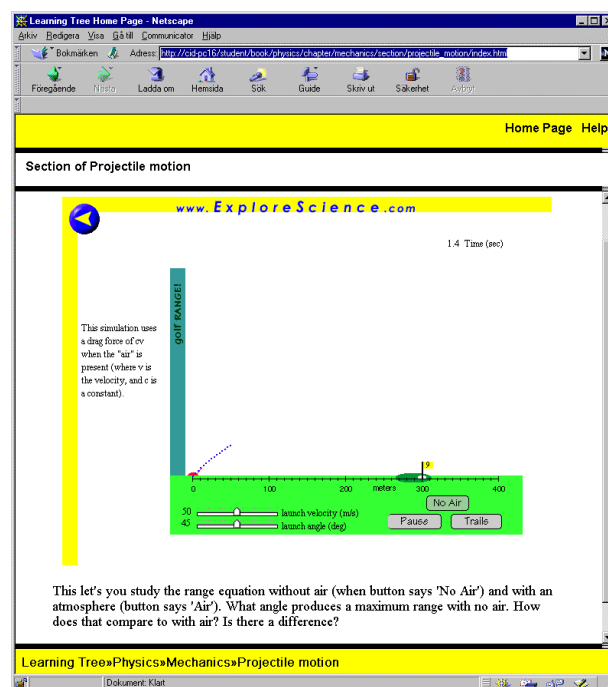 Learning Tree Home Page - Netscape
Arkiv Redigera Visa Gå till Communicator Hjälp
Bokmärken Adress: http://cid-pc16/student/book/physics/chapter/mechanics/section/projectile_motion/index.htm
Föregående Nästa Ladda om Hemsida Sök Guide Skriv ut Säkerhet Avbryt
Home Page Help
Section of Projectile motion
www.ExploreScience.com
1.4 Time (sec)
golf RANGE!
This simulation uses
a drag force of cv
when the "air" is
present (where v is
the velocity, and c is
a constant).
9
0 100 200 meters 300 400
No Air
50 launch velocity (m/s)
45 launch angle (deg)
Pause Trails
This let's you study the range equation without air (when button says 'No Air') and with an
atmosphere (button says 'Air'). What angle produces a maximum range with no air. How
does that compare to with air? Is there a difference?
Learning Tree»Physics»Mechanics»Projectile motion
Dokument: Klart